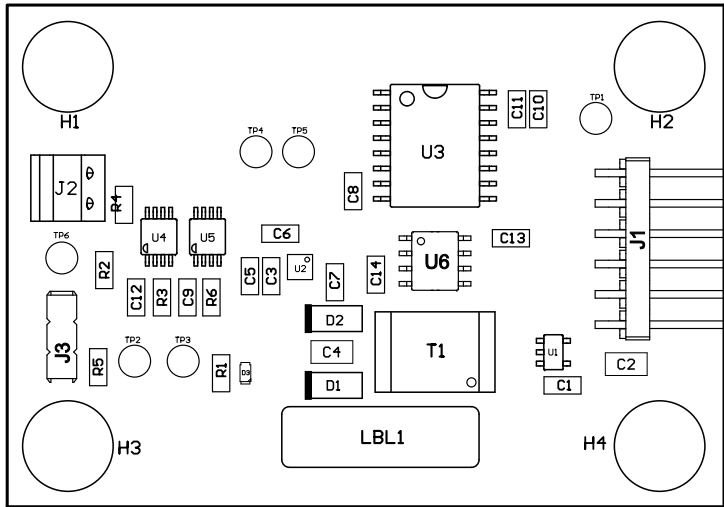 H1
H2
TP1
C11
C10
TP4
TP5
U3
J2
R4
C8
U4
U5
C6
C13
J1
TP6
R2
C5
C3
U2
C7
C14
U6
C12
R3
C9
R6
D2
J3
C4
T1
U1
TP2
TP3
R5
R1
D3
D1
C1
C2
LBL1
H3
H4